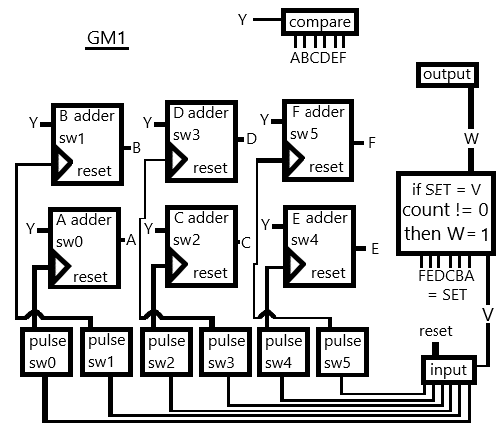 Y
compare
ABCDEF
GM1
output
W
B adder
Y
sw1
B
reset
D adder
Y
sw3
D
reset
F adder
Y
sw5
F
reset
if SET = V
count != 0
then W= 1
FEDCBA
= SET
V
A adder
Y
sw0
A
reset
C adder
Y
sw2
C
reset
E adder
Y
sw4
E
reset
pulse
sw0
pulse
sw1
pulse
sw2
pulse
sw3
pulse
sw4
pulse
sw5
reset
input